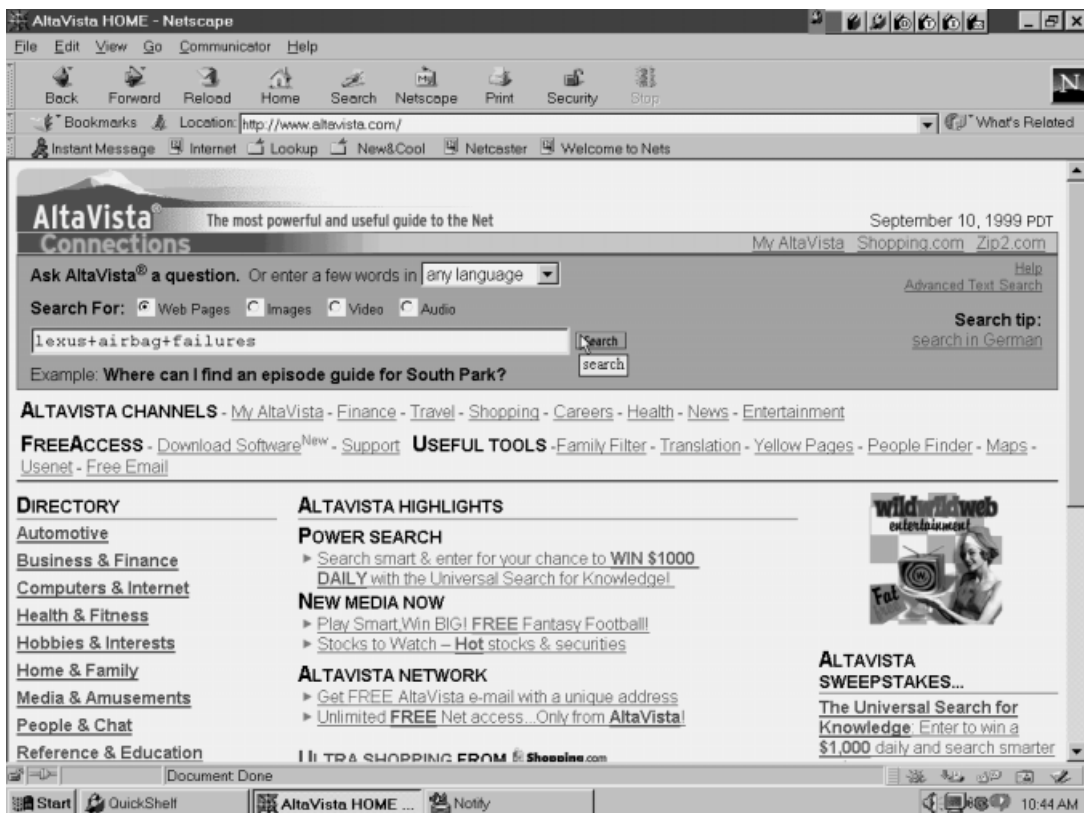 AltaVista HOME - Netscape
File Edit View Go Communicator Help
Back Forward Reload Home Search Netscape Print Security Stop
N
Bookmarks Location: http://www.altavista.com/ What's Related
Instant Message Internet Lookup New&Cool Netcaster Welcome to Nets
AltaVista® The most powerful and useful guide to the Net September 10, 1999 PDT
Connections My AltaVista Shopping.com Zip2.com
Ask AltaVista® a question. Or enter a few words in any language Help
Advanced Text Search
Search For: Web Pages Images Video Audio
Search tip:
lexus+airbag+failures Search search in German
search
Example: Where can I find an episode guide for South Park?
ALTAVISTA CHANNELS - My AltaVista - Finance - Travel - Shopping - Careers - Health - News - Entertainment
FREEACCESS - Download Software New - Support USEFUL TOOLS -Family Filter - Translation - Yellow Pages - People Finder - Maps -
Usenet - Free Email
DIRECTORY
Automotive
Business & Finance
Computers & Internet
Health & Fitness
Hobbies & Interests
Home & Family
Media & Amusements
People & Chat
Reference & Education
ALTAVISTA HIGHLIGHTS
POWER SEARCH
Search smart & enter for your chance to WIN $1000
DAILY with the Universal Search for Knowledge!
NEW MEDIA NOW
Play Smart,Win BIG! FREE Fantasy Football!
Stocks to Watch – Hot stocks & securities
ALTAVISTA NETWORK
Get FREE AltaVista e-mail with a unique address
Unlimited FREE Net access...Only from AltaVista!
ULTRA SHOPPING FROM Shopping.com
wildwildweb
entertainment
Fat
ALTAVISTA
SWEEPSTAKES...
The Universal Search for
Knowledge: Enter to win a
$1,000 daily and search smarter
Document Done
Start QuickShelf AltaVista HOME ... Notify 10:44 AM